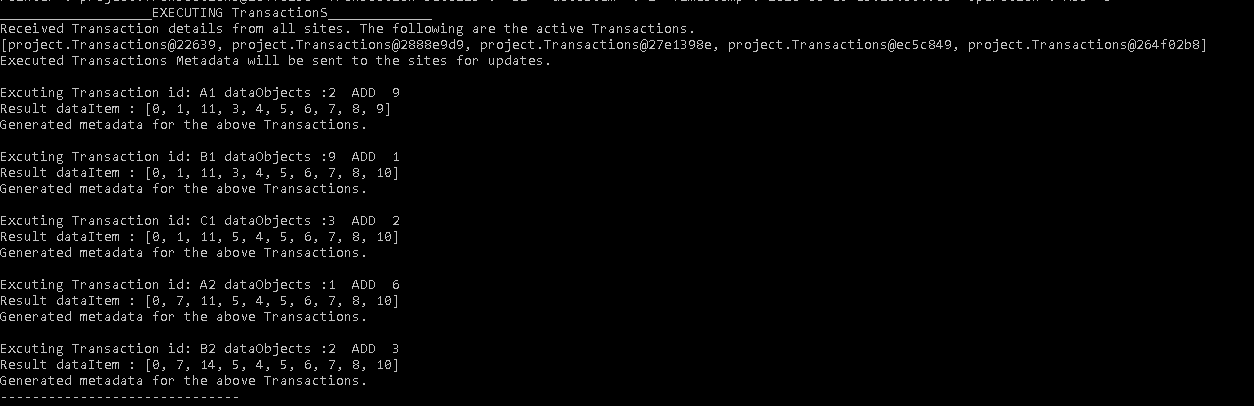 ____________________EXECUTING TransactionS______________
Received Transaction details from all sites. The following are the active Transactions.
[project.Transactions@22639, project.Transactions@2888e9d9, project.Transactions@27e1398e, project.Transactions@ec5c849, project.Transactions@264f02b8]
Executed Transactions Metadata will be sent to the sites for updates.
Excuting Transaction id: A1 dataObjects :2  ADD  9
Result dataItem : [0, 1, 11, 3, 4, 5, 6, 7, 8, 9]
Generated metadata for the above Transactions.
Excuting Transaction id: B1 dataObjects :9  ADD  1
Result dataItem : [0, 1, 11, 3, 4, 5, 6, 7, 8, 10]
Generated metadata for the above Transactions.
Excuting Transaction id: C1 dataObjects :3  ADD  2
Result dataItem : [0, 1, 11, 5, 4, 5, 6, 7, 8, 10]
Generated metadata for the above Transactions.
Excuting Transaction id: A2 dataObjects :1  ADD  6
Result dataItem : [0, 7, 11, 5, 4, 5, 6, 7, 8, 10]
Generated metadata for the above Transactions.
Excuting Transaction id: B2 dataObjects :2  ADD  3
Result dataItem : [0, 7, 14, 5, 4, 5, 6, 7, 8, 10]
Generated metadata for the above Transactions.
------------------------------